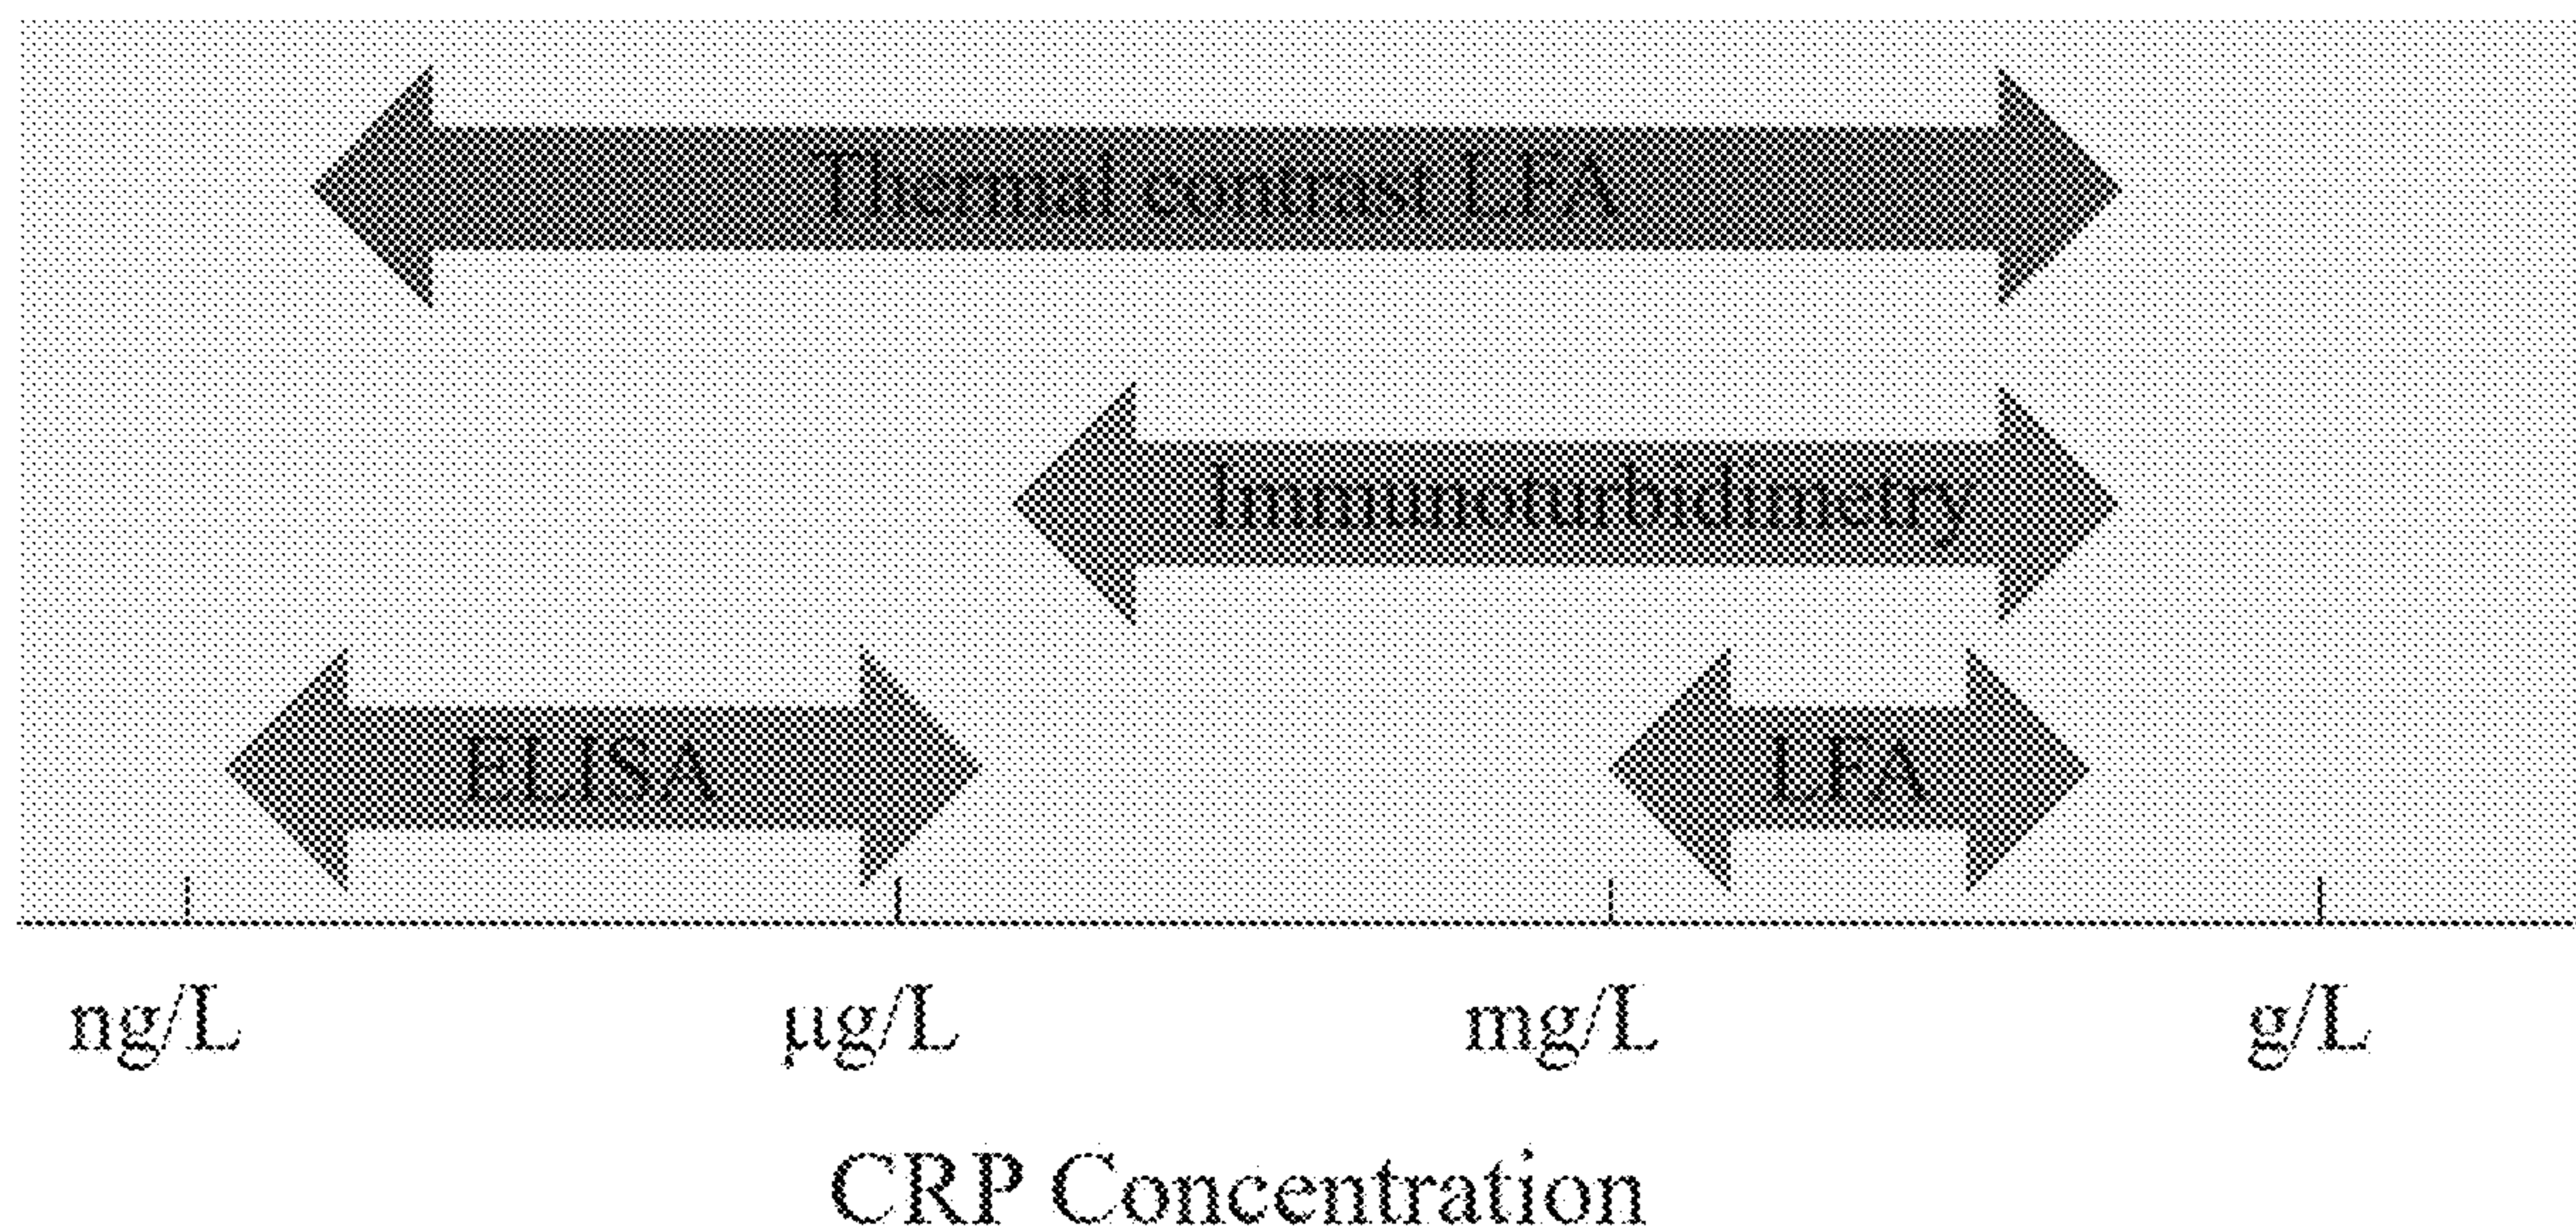 Thermal contrast LFA
Immunoturbidimetry
ELISA
LFA
ng/L
µg/L
mg/L
g/L
CRP Concentration